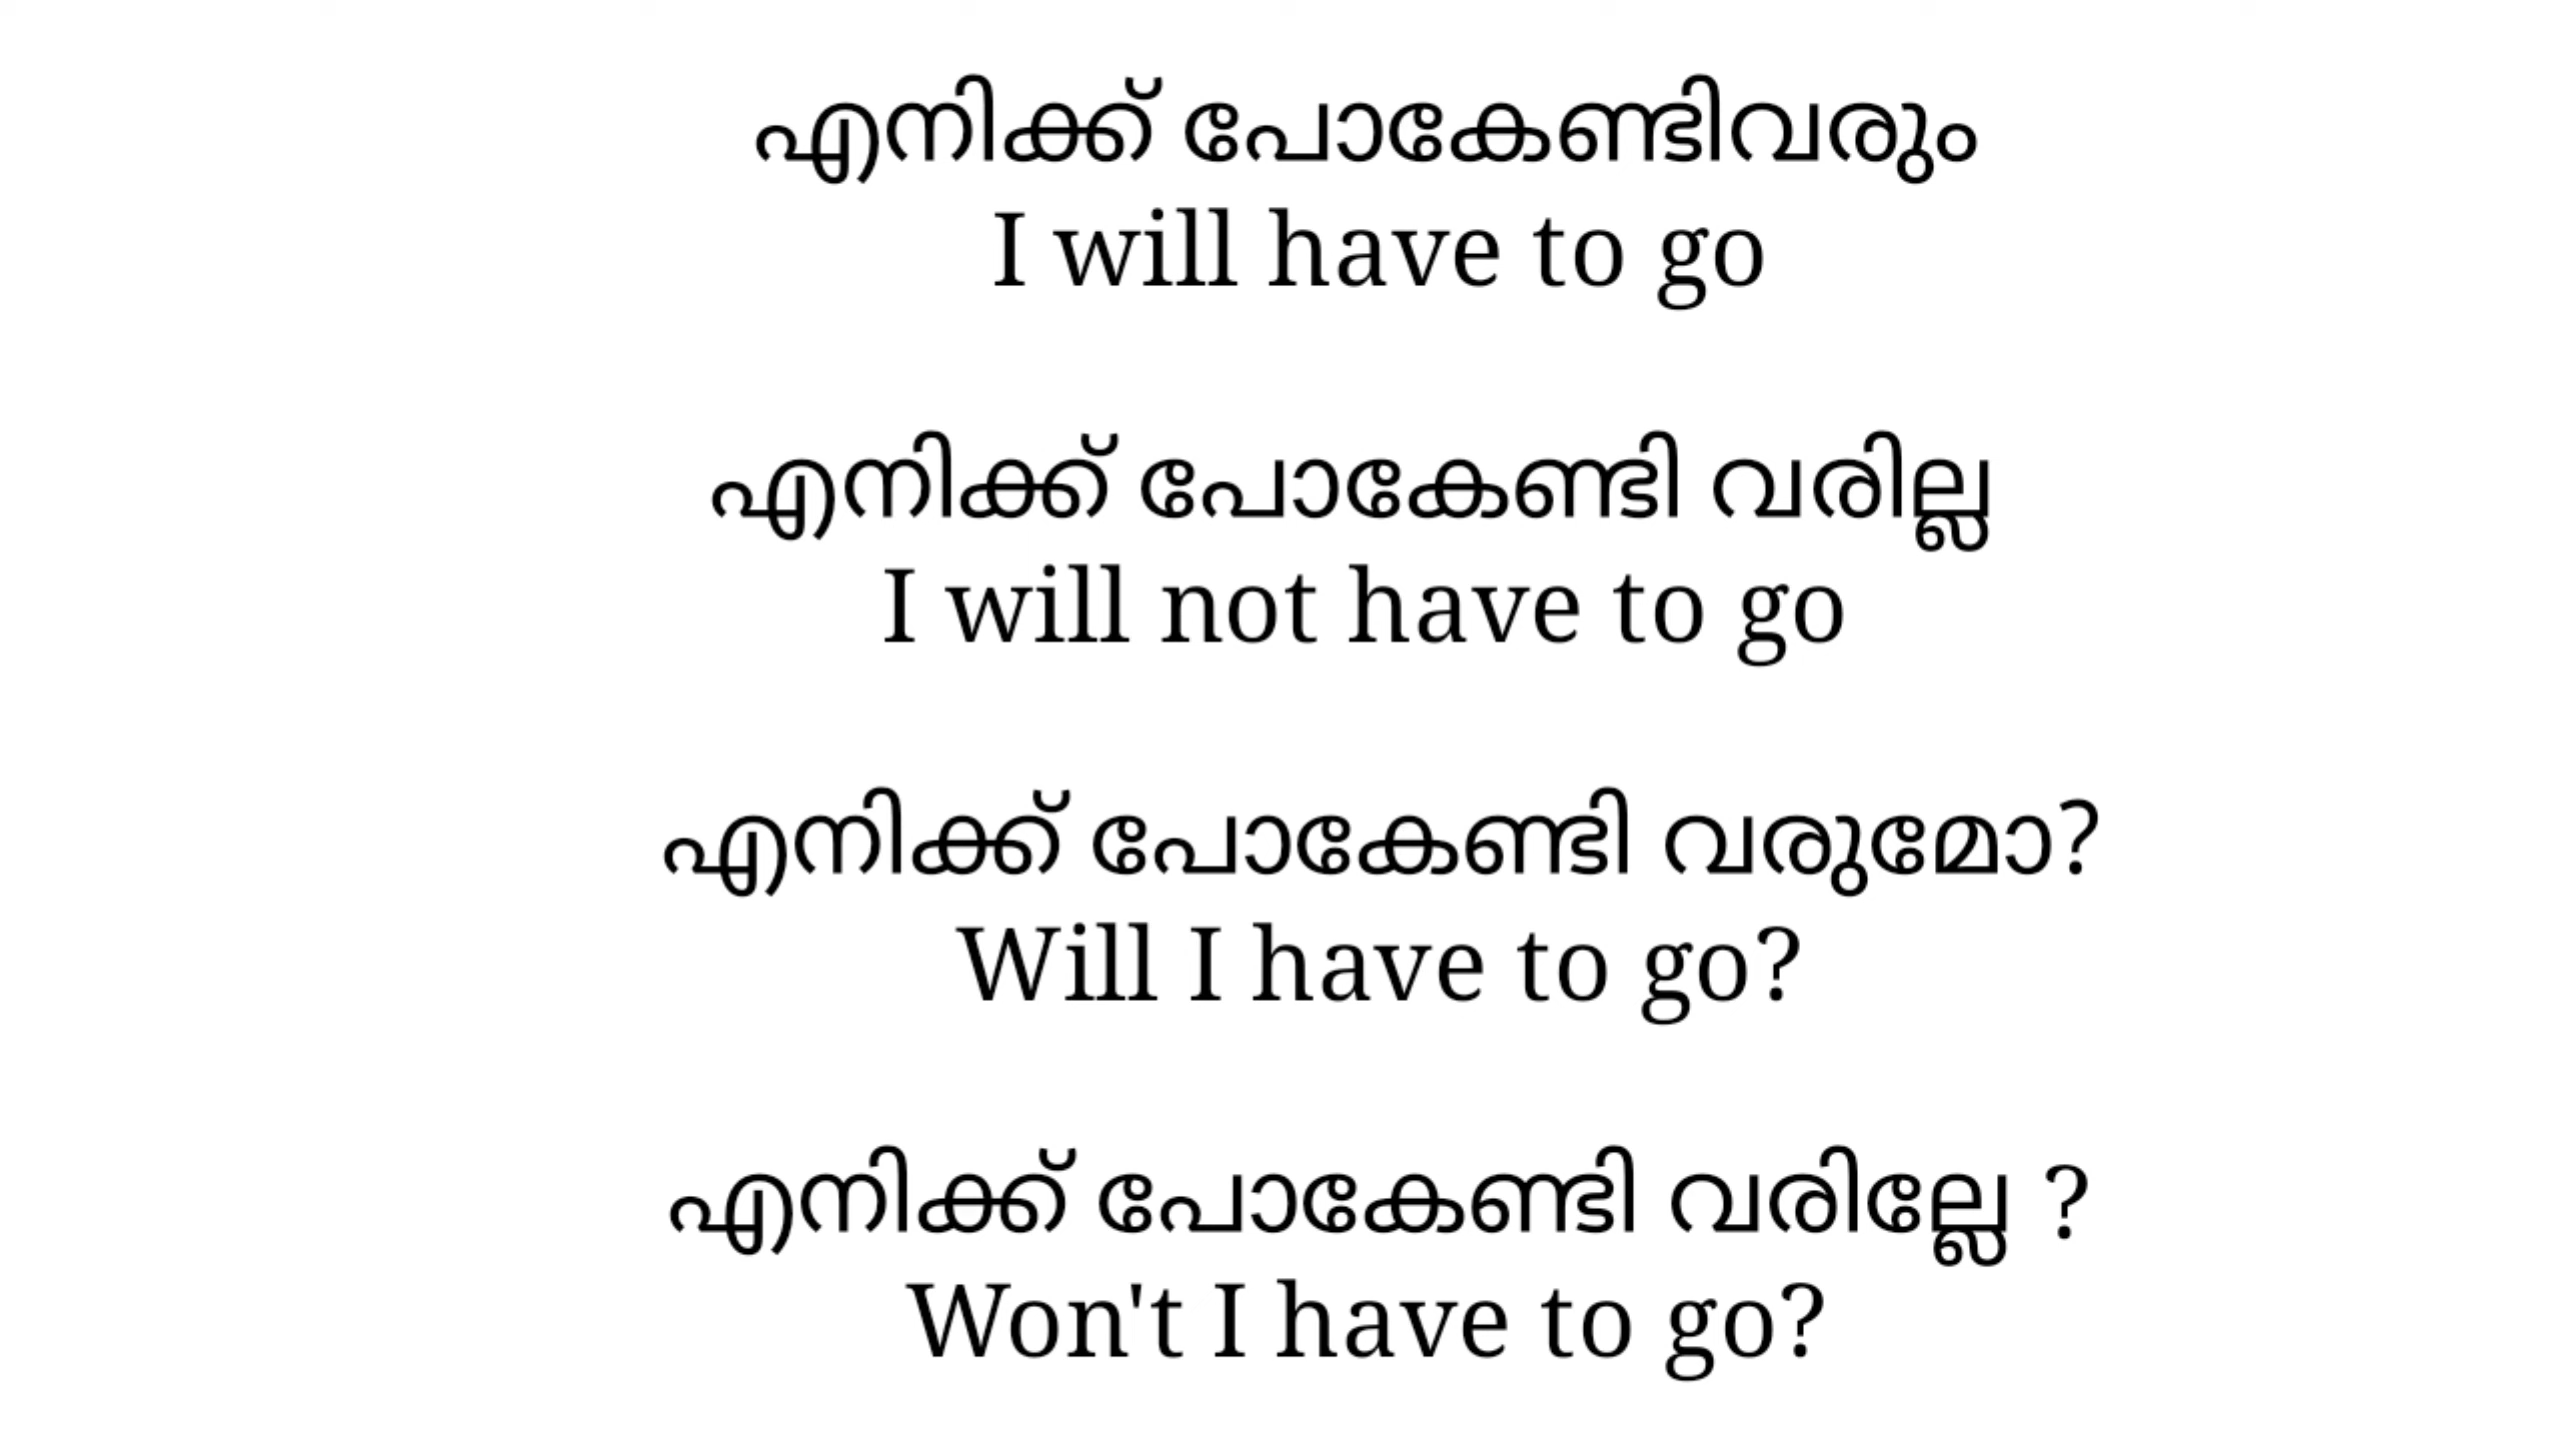 എനിക്ക് പോകേണ്ടിവരും
I will have to go
എനിക്ക് പോകേണ്ടി വരില്ല
I will not have to go
എനിക്ക് പോകേണ്ടി വരുമോ?
Will I have to go?
എനിക്ക് പോകേണ്ടി വരില്ലേ ?
Won't I have to go?